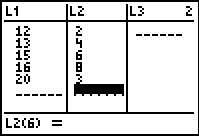 L1 L2 L3 2
12 2 ------
13 4
15 6
16 8
20 3
------
L2(6) =